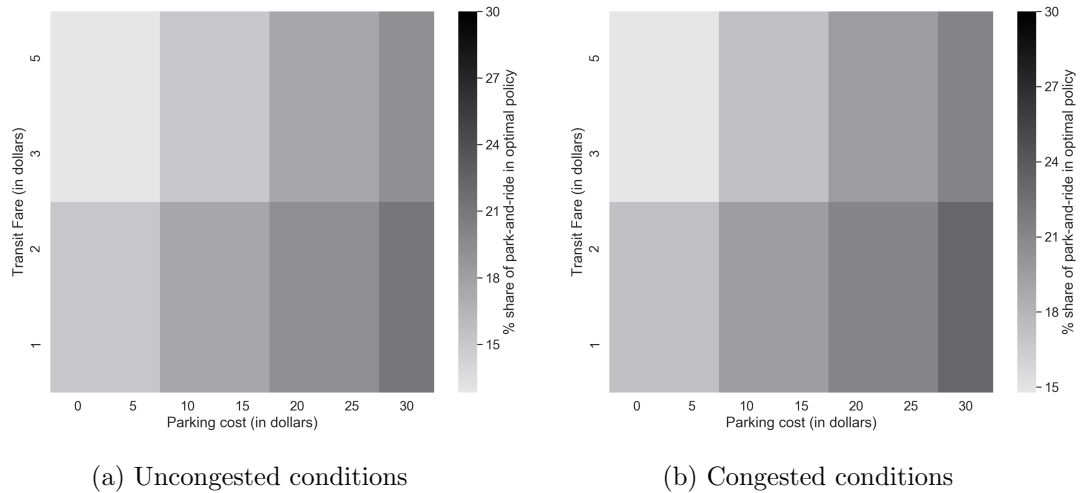 5
3
2
1
Transit Fare (in dollars)
0 5 10 15 20 25 30
Parking cost (in dollars)
30
27
24
21
18
15
% share of park-and-ride in optimal policy
(a) Uncongested conditions
5
3
2
1
Transit Fare (in dollars)
0 5 10 15 20 25 30
Parking cost (in dollars)
30
27
24
21
18
15
% share of park-and-ride in optimal policy
(b) Congested conditions